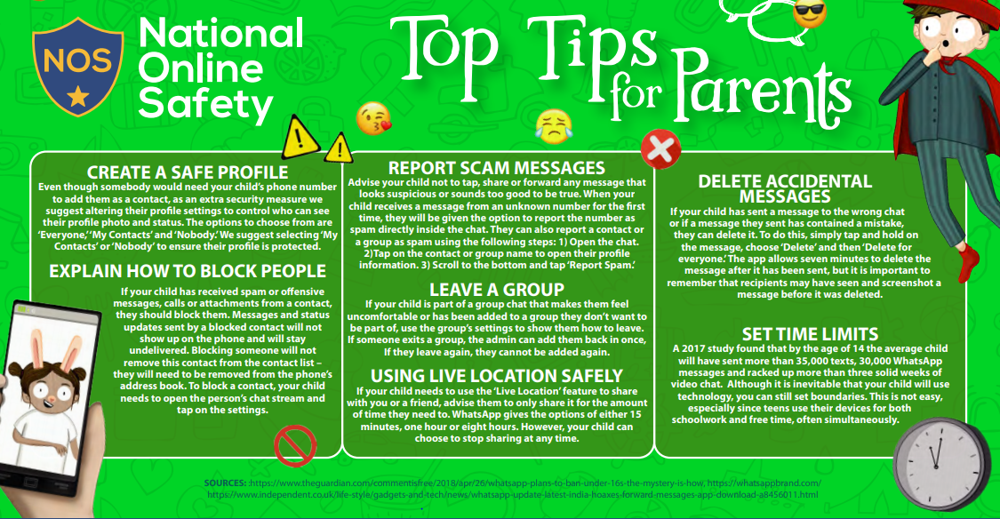 NOS
National
Online
Safety
Top Tips
for Parents
CREATE A SAFE PROFILE
Even though somebody would need your child's phone number
to add them as a contact, as an extra security measure we
suggest altering their profile settings to control who can see
their profile photo and status. The options to choose from are
'Everyone,' 'My Contacts' and 'Nobody.' We suggest selecting 'My
Contacts' or 'Nobody' to ensure their profile is protected.
EXPLAIN HOW TO BLOCK PEOPLE
If your child has received spam or offensive
messages, calls or attachments from a contact,
they should block them. Messages and status
updates sent by a blocked contact will not
show up on the phone and will stay
undelivered. Blocking someone will not
remove this contact from the contact list –
they will need to be removed from the phone's
address book. To block a contact, your child
needs to open the person's chat stream and
tap on the settings.
REPORT SCAM MESSAGES
Advise your child not to tap, share or forward any message that
looks suspicious or sounds too good to be true. When your
child receives a message from an unknown number for the first
time, they will be given the option to report the number as
spam directly inside the chat. They can also report a contact or
a group as spam using the following steps: 1) Open the chat.
2)Tap on the contact or group name to open their profile
information. 3) Scroll to the bottom and tap 'Report Spam.'
LEAVE A GROUP
If your child is part of a group chat that makes them feel
uncomfortable or has been added to a group they don't want to
be part of, use the group's settings to show them how to leave.
If someone exits a group, the admin can add them back in once,
If they leave again, they cannot be added again.
USING LIVE LOCATION SAFELY
If your child needs to use the 'Live Location' feature to share
with you or a friend, advise them to only share it for the amount
of time they need to. WhatsApp gives the options of either 15
minutes, one hour or eight hours. However, your child can
choose to stop sharing at any time.
DELETE ACCIDENTAL
MESSAGES
If your child has sent a message to the wrong chat
or if a message they sent has contained a mistake,
they can delete it. To do this, simply tap and hold on
the message, choose 'Delete' and then 'Delete for
everyone.' The app allows seven minutes to delete the
message after it has been sent, but it is important to
remember that recipients may have seen and screenshot a
message before it was deleted.
SET TIME LIMITS
A 2017 study found that by the age of 14 the average child
will have sent more than 35,000 texts, 30,000 WhatsApp
messages and racked up more than three solid weeks of
video chat. Although it is inevitable that your child will use
technology, you can still set boundaries. This is not easy,
especially since teens use their devices for both
schoolwork and free time, often simultaneously.
SOURCES: :https://www.theguardian.com/commentisfree/2018/apr/26/whatsapp-plans-to-ban-under-16s-the-mystery-is-how, https://whatsappbrand.com/
https://www.independent.co.uk/life-style/gadgets-and-tech/news/whatsapp-update-latest-india-hoaxes-forward-messages-app-download-a8456011.html